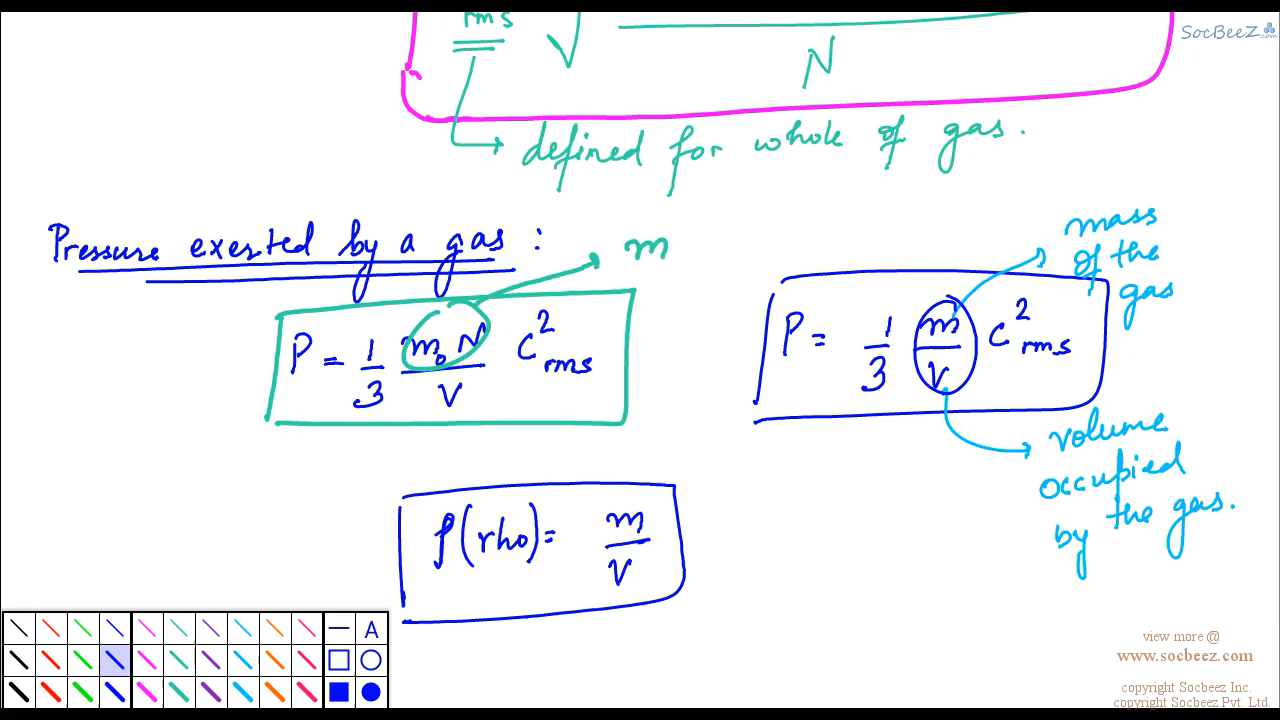 SocBeeZ.com
rms √
N
defined for whole of gas.
Pressure exerted by a gas :
m
mass
of the
gas
P = 1/3 m₀N/V C²rms
P = 1/3 m/V C²rms
volume
occupied
by the gas.
ρ(rho) = m/V
A
view more @
www.socbeez.com
copyright Socbeez Inc.
copyright Socbeez Pvt. Ltd.